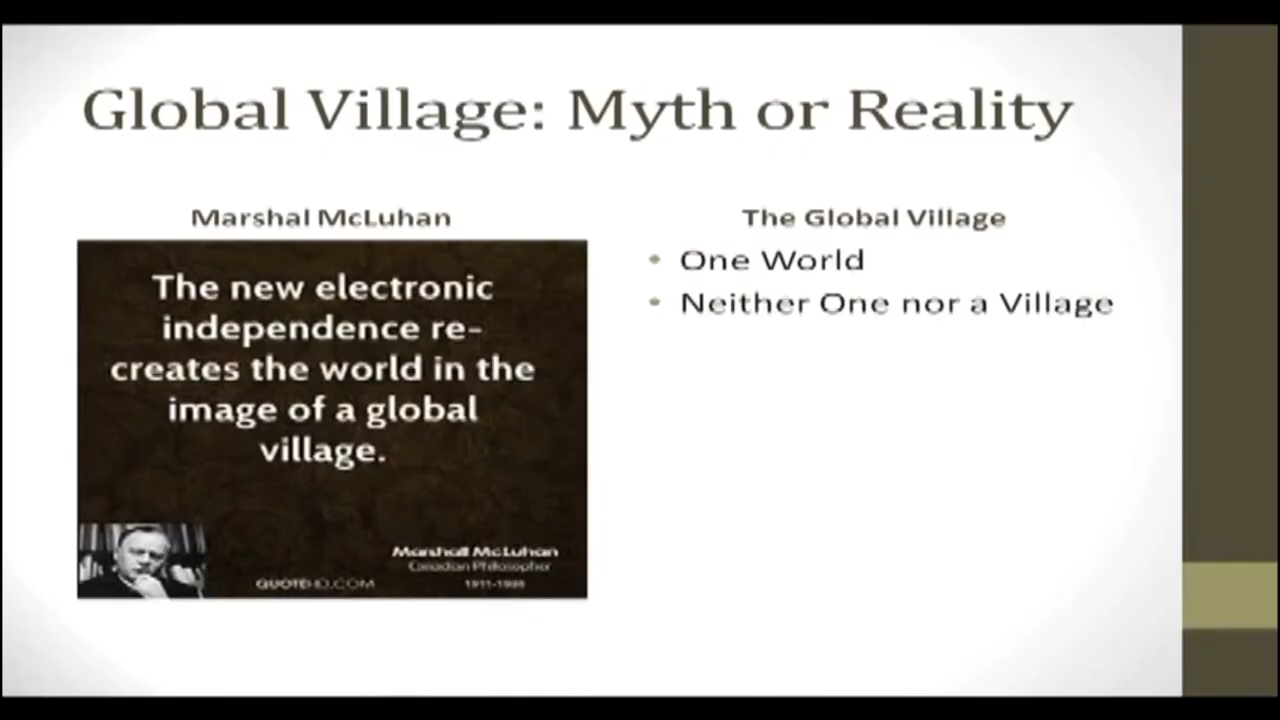 Global Village: Myth or Reality
Marshal McLuhan
The new electronic
independence re-
creates the world in the
image of a global
village.
Marshall McLuhan
Canadian Philosopher
QUOTEHD.COM
The Global Village
One World
Neither One nor a Village